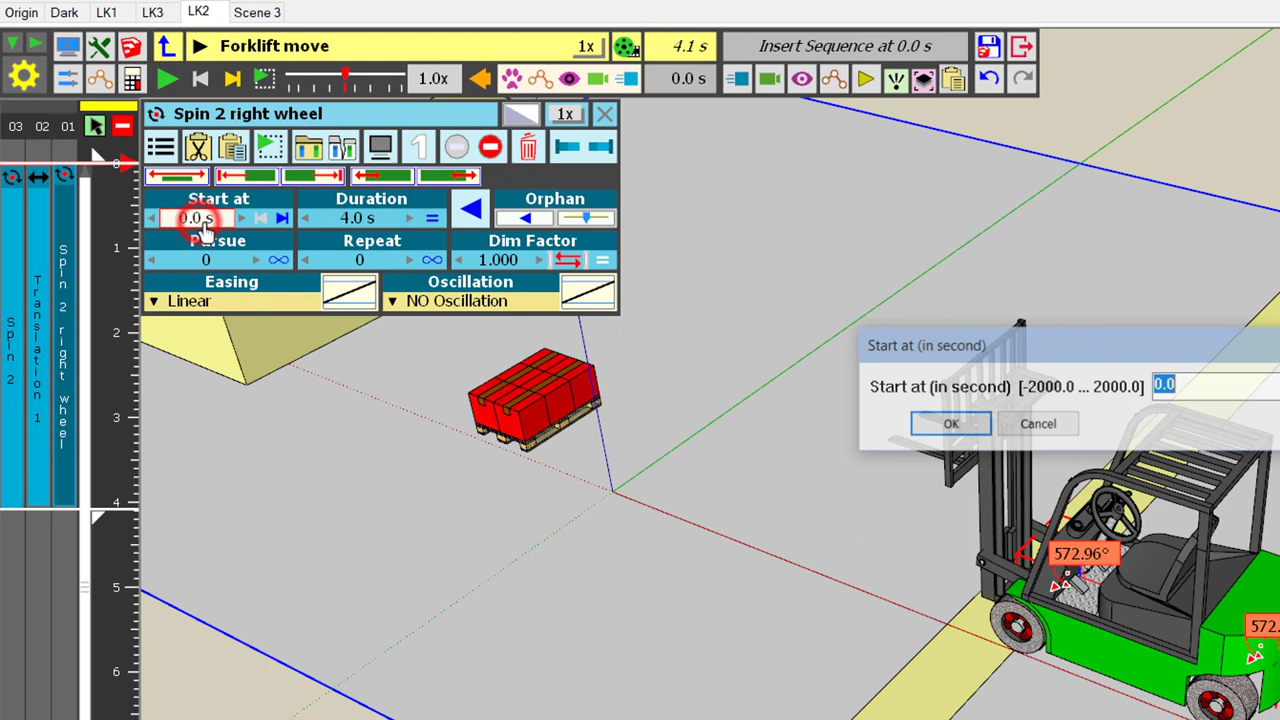 Origin
Dark
LK1
LK3
LK2
Scene 3
Forklift move
1x
4.1 s
Insert Sequence at 0.0 s
1.0x
0.0 s
03
02
01
Spin 2 right wheel
1x
1
Start at
Duration
Orphan
0.0 s
4.0 s
Pursue
Repeat
Dim Factor
0
0
1.000
Easing
Oscillation
Linear
NO Oscillation
Spin 2
Translation 1
Spin 2 right wheel
0
1
2
3
4
5
6
Start at (in second)
Start at (in second) [-2000.0 ... 2000.0]
0.0
OK
Cancel
572.96°
572.